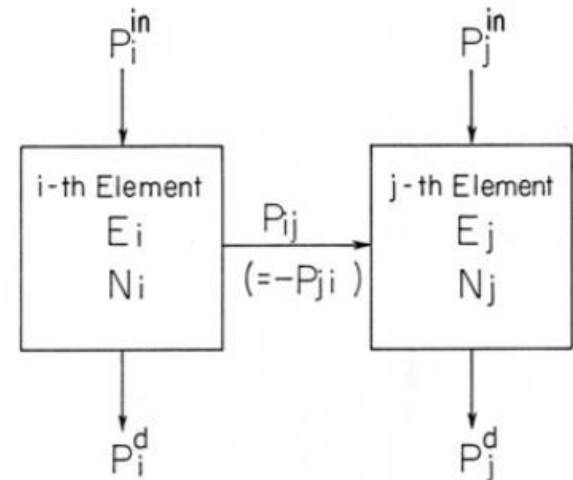 P_i^in P_j^in
i-th Element j-th Element
P_ij
E_i E_j
(=-P_ji)
N_i N_j
P_i^d P_j^d